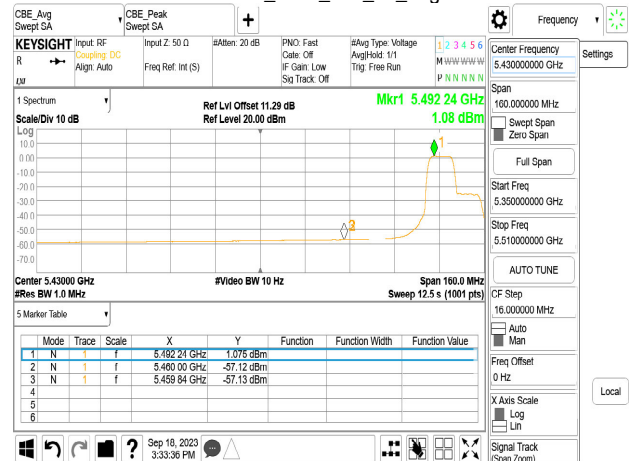 CBE_Avg
Swept SA
CBE_Peak
Swept SA
Frequency
KEYSIGHT
R
Input: RF
Coupling: DC
Align: Auto
Input Z: 50 Ω
Freq Ref: Int (S)
#Atten: 20 dB
PNO: Fast
Gate: Off
IF Gain: Low
Sig Track: Off
#Avg Type: Voltage
Avg|Hold: 1/1
Trig: Free Run
1 2 3 4 5 6
M W W W W W
P N N N N N
1 Spectrum
Scale/Div 10 dB
Ref Lvl Offset 11.29 dB
Ref Level 20.00 dBm
Mkr1 5.492 24 GHz
1.08 dBm
Log
10.0
0.00
-10.0
-20.0
-30.0
-40.0
-50.0
-60.0
-70.0
1
3
Center 5.43000 GHz
#Res BW 1.0 MHz
#Video BW 10 Hz
Span 160.0 MHz
Sweep 12.5 s (1001 pts)
5 Marker Table
Mode Trace Scale X Y Function Function Width Function Value
1 N 1 f 5.492 24 GHz 1.075 dBm
2 N 1 f 5.460 00 GHz -57.12 dBm
3 N 1 f 5.459 84 GHz -57.13 dBm
4
5
6
Sep 18, 2023
3:33:36 PM
Center Frequency
5.430000000 GHz
Settings
Span
160.000000 MHz
Swept Span
Zero Span
Full Span
Start Freq
5.350000000 GHz
Stop Freq
5.510000000 GHz
AUTO TUNE
CF Step
16.000000 MHz
Auto
Man
Freq Offset
0 Hz
X Axis Scale
Log
Lin
Local
Signal Track
(Span Zoom)